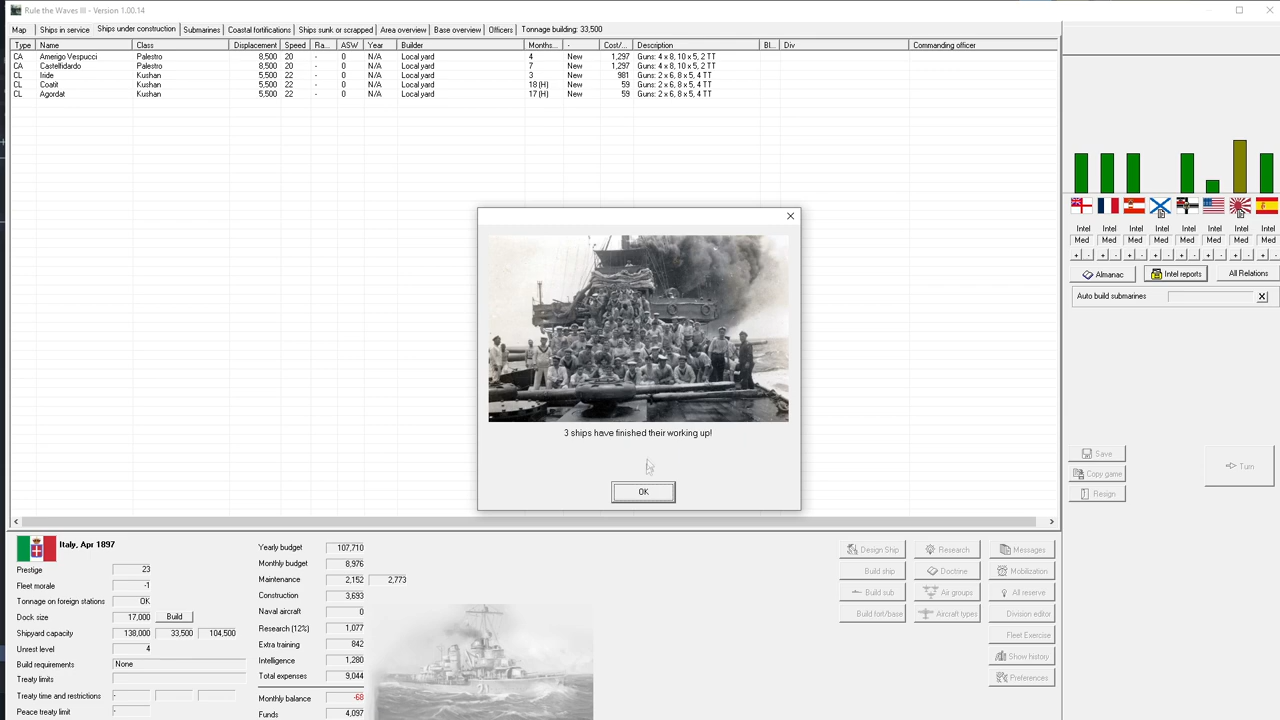 Rule the Waves III - Version 1.00.14
Map Ships in service Ships under construction Submarines Coastal fortifications Ships sunk or scrapped Area overview Base overview Officers Tonnage building: 33,500
Type Name Class Displacement Speed Ra... ASW Year Builder Months... - Cost/... Description Bl... Div Commanding officer
CA Amerigo Vespucci Palestro 8,500 20 - 0 N/A Local yard 4 New 1,297 Guns: 4 x 8, 10 x 5, 2 TT
CA Castelfidardo Palestro 8,500 20 - 0 N/A Local yard 7 New 1,297 Guns: 4 x 8, 10 x 5, 2 TT
CL Iride Kushan 5,500 22 - 0 N/A Local yard 3 New 981 Guns: 2 x 6, 8 x 5, 4 TT
CL Coatit Kushan 5,500 22 - 0 N/A Local yard 18 (H) New 59 Guns: 2 x 6, 8 x 5, 4 TT
CL Agordat Kushan 5,500 22 - 0 N/A Local yard 17 (H) New 59 Guns: 2 x 6, 8 x 5, 4 TT
3 ships have finished their working up!
OK
Intel Intel Intel Intel Intel Intel Intel Intel
Med Med Med Med Med Med Med Med
+ - + - + - + - + - + - + - + -
Almanac Intel reports All Relations
Auto build submarines X
Save
Copy game
Resign
Turn
Italy, Apr 1897
Prestige 23
Fleet morale -1
Tonnage on foreign stations OK
Dock size 17,000 Build
Shipyard capacity 138,000 33,500 104,500
Unrest level 4
Build requirements None
Treaty limits
Treaty time and restrictions -
Peace treaty limit -
Yearly budget 107,710
Monthly budget 8,976
Maintenance 2,152 2,773
Construction 3,693
Naval aircraft 0
Research (12%) 1,077
Extra training 842
Intelligence 1,280
Total expenses 9,044
Monthly balance -68
Funds 4,097
Design Ship Research Messages
Build ship Doctrine Mobilization
Build sub Air groups All reserve
Build fort/base Aircraft types Division editor
Fleet Exercise
Show history
Preferences